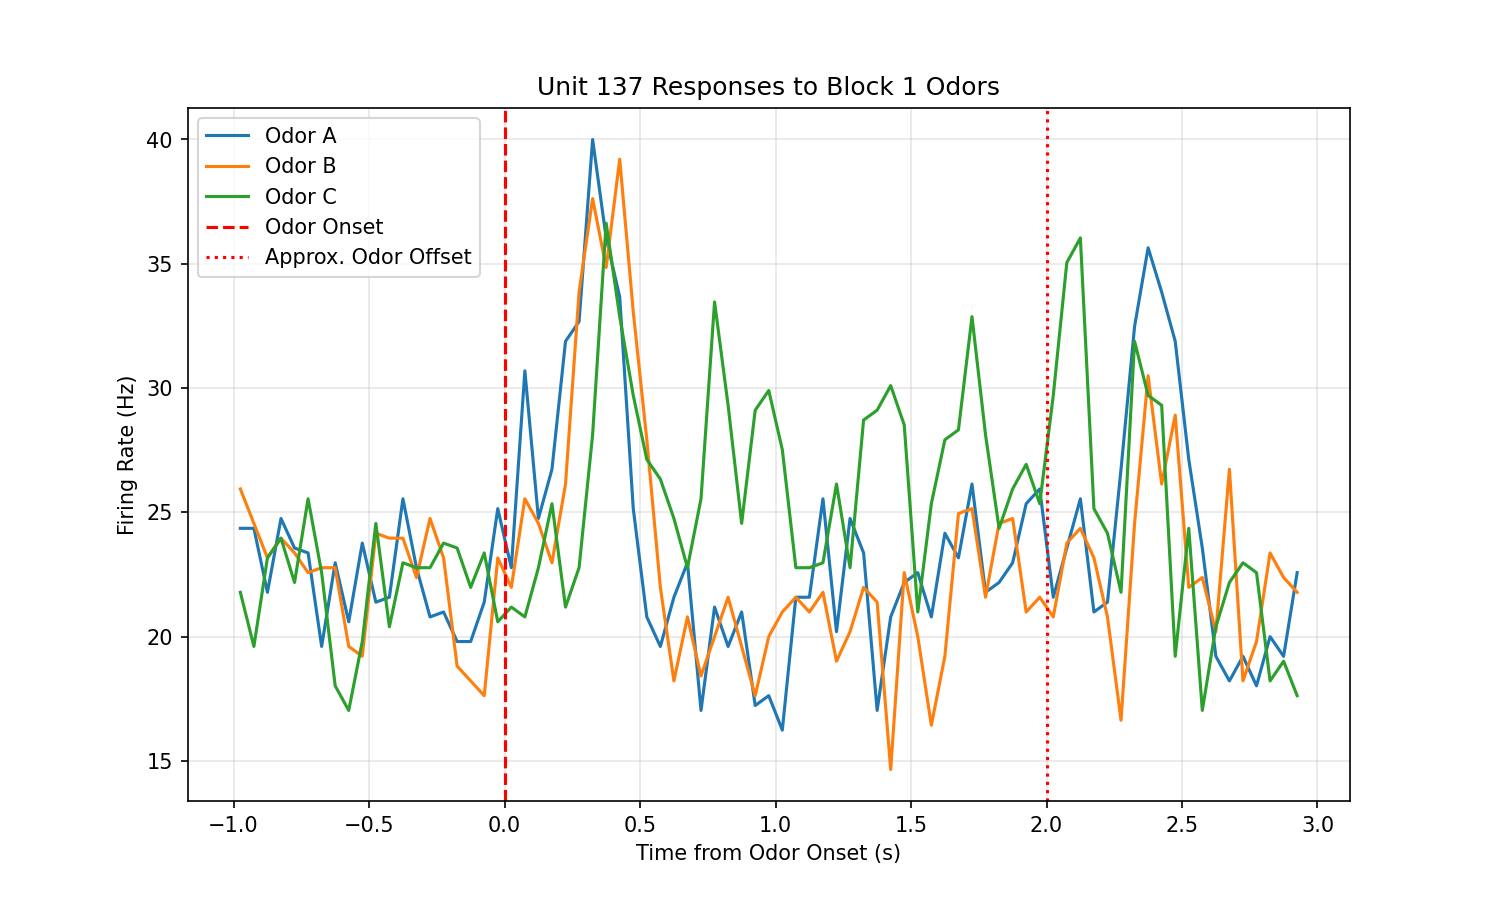 Unit 137 Responses to Block 1 Odors
Odor A
Odor B
Odor C
Odor Onset
Approx. Odor Offset
Firing Rate (Hz)
40
35
30
25
20
15
−1.0 −0.5 0.0 0.5 1.0 1.5 2.0 2.5 3.0
Time from Odor Onset (s)